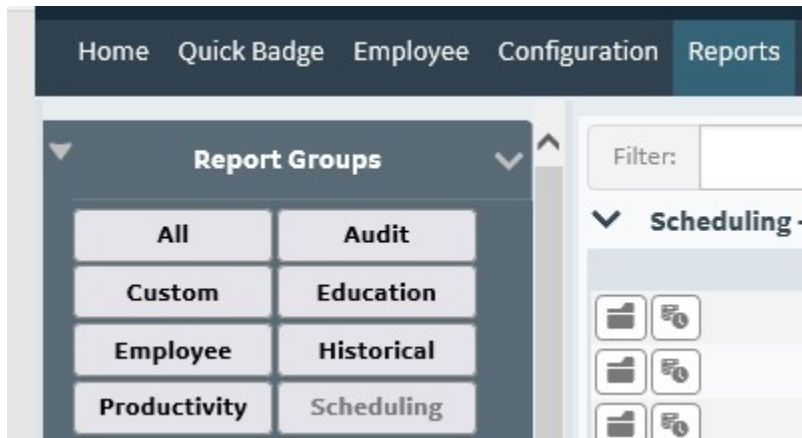 Home Quick Badge Employee Configuration Reports
Report Groups
Filter:
All Audit
Scheduling -
Custom Education
Employee Historical
Productivity Scheduling